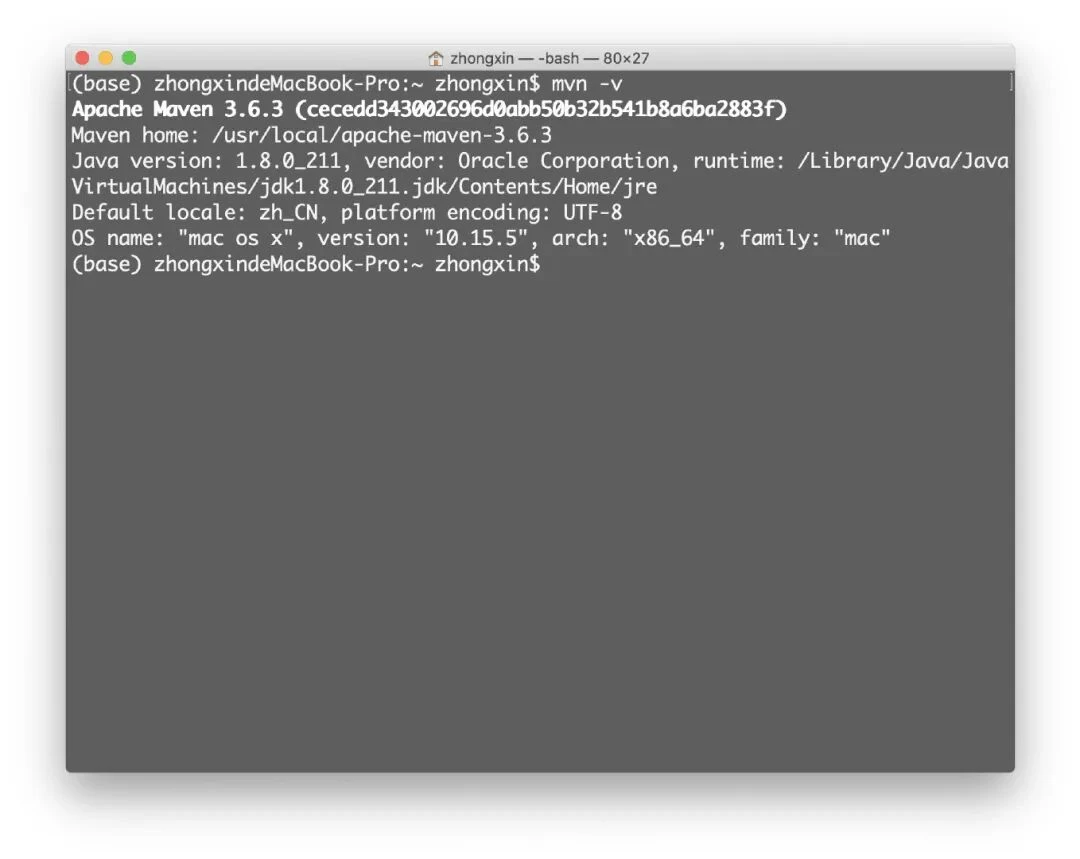 zhongxin — -bash — 80×27
(base) zhongxindeMacBook-Pro:~ zhongxin$ mvn -v
Apache Maven 3.6.3 (cecedd343002696d0abb50b32b541b8a6ba2883f)
Maven home: /usr/local/apache-maven-3.6.3
Java version: 1.8.0_211, vendor: Oracle Corporation, runtime: /Library/Java/Java
VirtualMachines/jdk1.8.0_211.jdk/Contents/Home/jre
Default locale: zh_CN, platform encoding: UTF-8
OS name: "mac os x", version: "10.15.5", arch: "x86_64", family: "mac"
(base) zhongxindeMacBook-Pro:~ zhongxin$